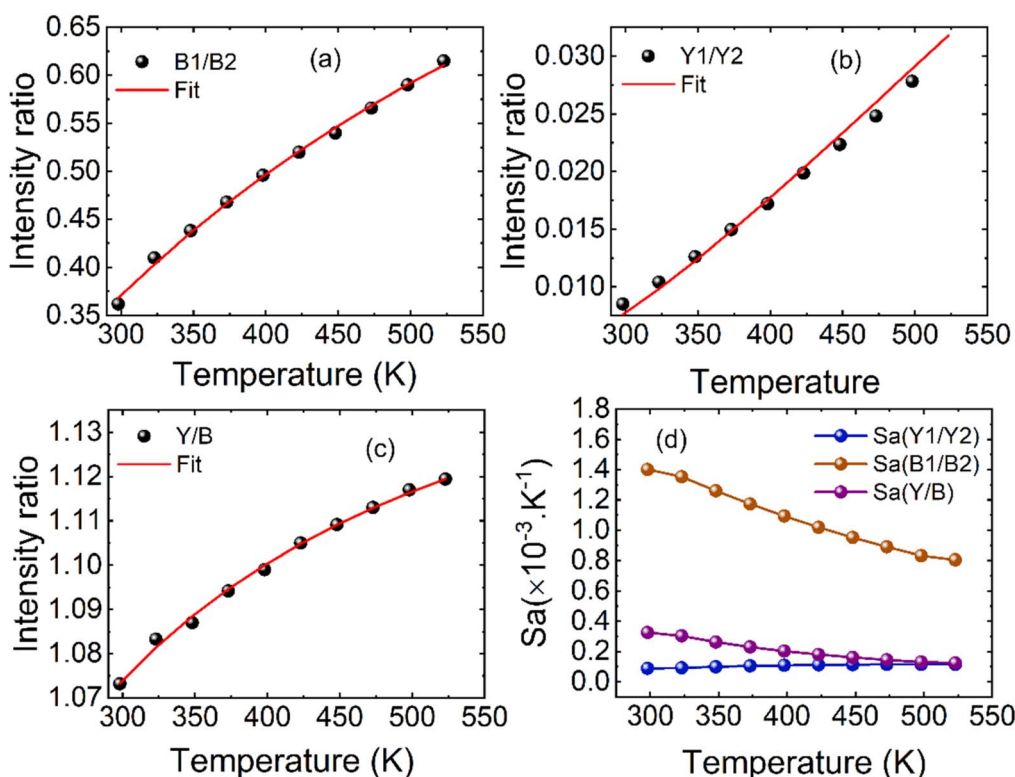 0.65
0.60
0.55
0.50
0.45
0.40
0.35
Intensity ratio
B1/B2
Fit
(a)
300 350 400 450 500 550
Temperature (K)
0.030
0.025
0.020
0.015
0.010
Intensity ratio
Y1/Y2
Fit
(b)
300 350 400 450 500 550
Temperature
1.13
1.12
1.11
1.10
1.09
1.08
1.07
Intensity ratio
Y/B
Fit
(c)
300 350 400 450 500 550
Temperature (K)
1.8
1.6
1.4
1.2
1.0
0.8
0.6
0.4
0.2
0.0
Sa(×10⁻³.K⁻¹)
(d)
Sa(Y1/Y2)
Sa(B1/B2)
Sa(Y/B)
300 350 400 450 500 550
Temperature (K)